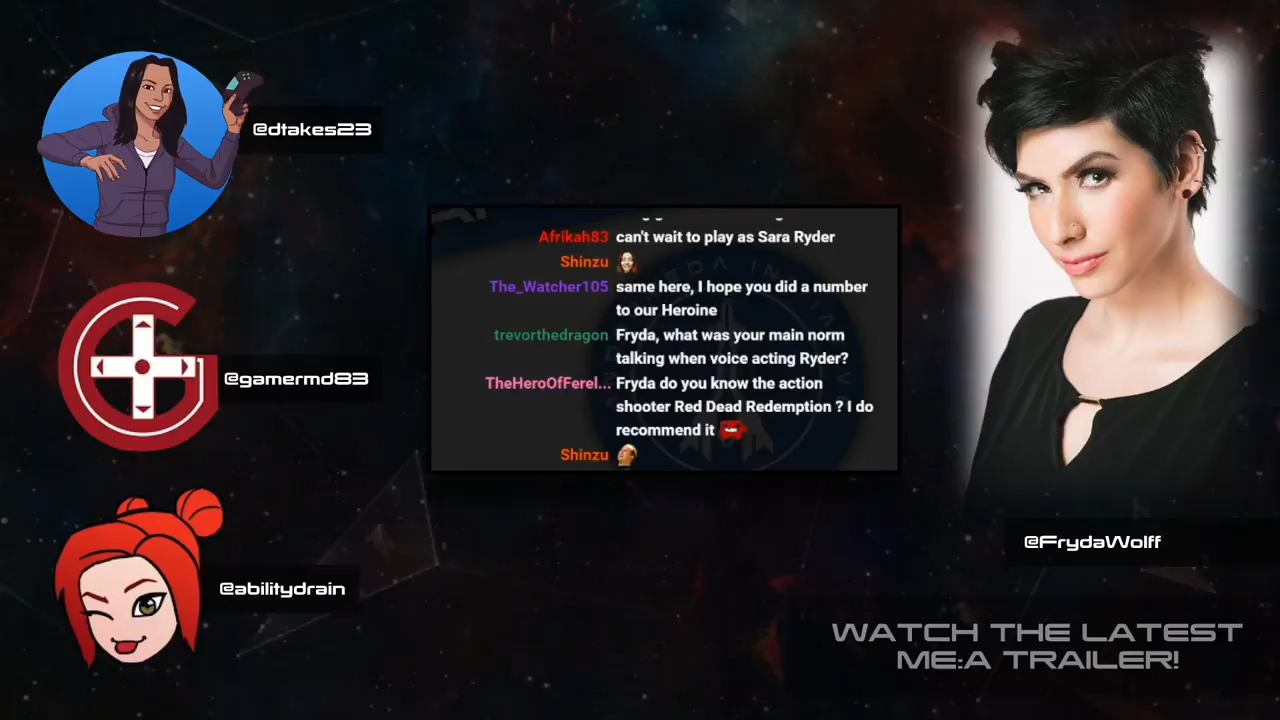 @dtakes23
@gamermd83
@abilitydrain
Afrikah83 can't wait to play as Sara Ryder
Shinzu
The_Watcher105 same here, I hope you did a number
to our Heroine
trevorthedragon Fryda, what was your main norm
talking when voice acting Ryder?
TheHeroOfFerel... Fryda do you know the action
shooter Red Dead Redemption ? I do
recommend it
Shinzu
@FrydaWolff
WATCH THE LATEST
ME:A TRAILER!